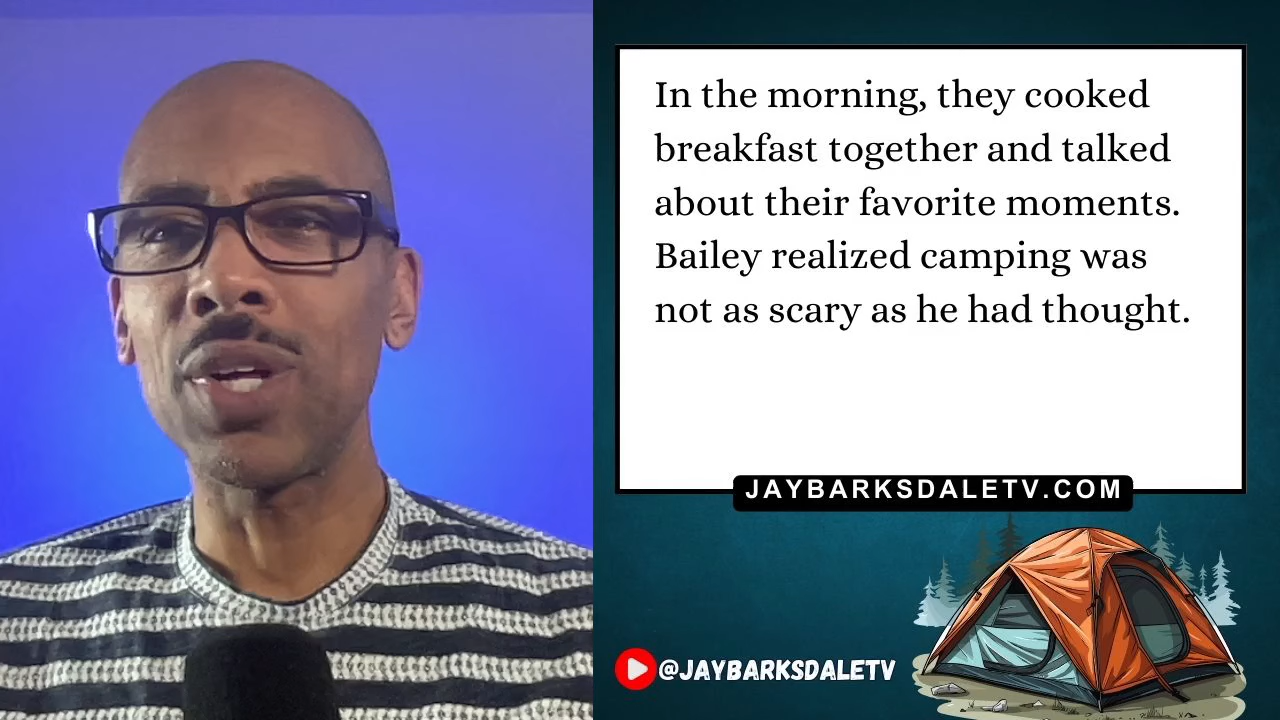 In the morning, they cooked
breakfast together and talked
about their favorite moments.
Bailey realized camping was
not as scary as he had thought.
JAYBARKSDALETV.COM
@JAYBARKSDALETV